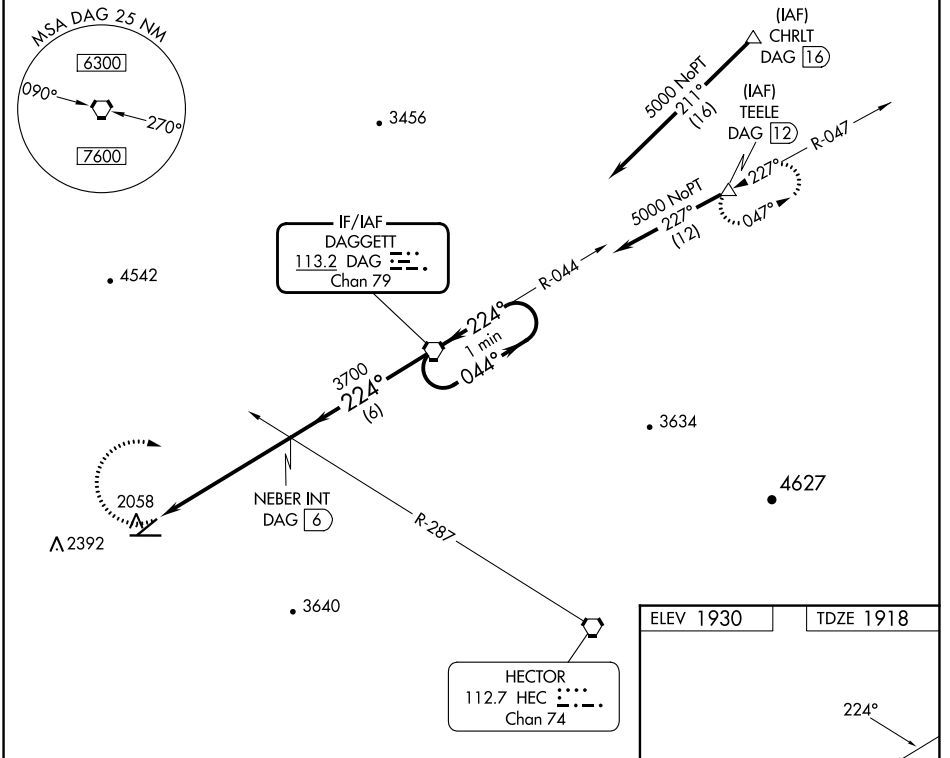 MSA DAG 25 NM
6300
090°
270°
7600
3456
(IAF)
CHRLT
DAG 16
5000 NoPT
211°
(16)
(IAF)
TEELE
DAG 12
R-047
227°
047°
5000 NoPT
227°
(12)
IF/IAF
DAGGETT
113.2 DAG
Chan 79
4542
R-044
224°
1 min
044°
3700
224°
(6)
3634
4627
NEBER INT
DAG 6
2058
2392
R-287
3640
HECTOR
112.7 HEC
Chan 74
ELEV 1930
TDZE 1918
224°